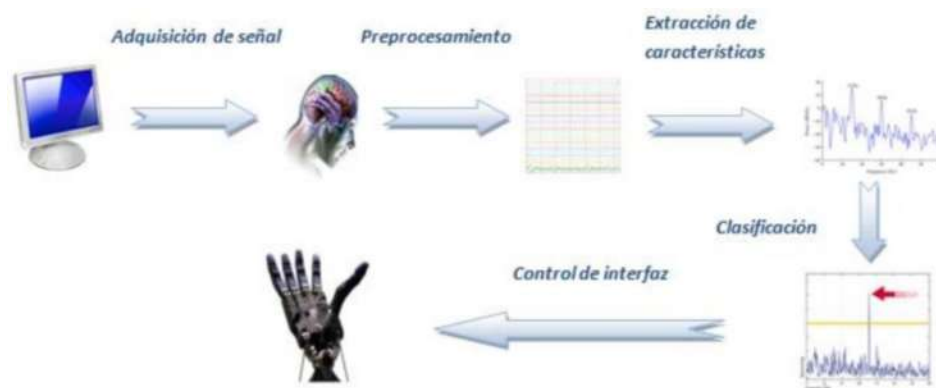 Adquisición de señal
Preprocesamiento
Extracción de
características
Clasificación
Control de interfaz